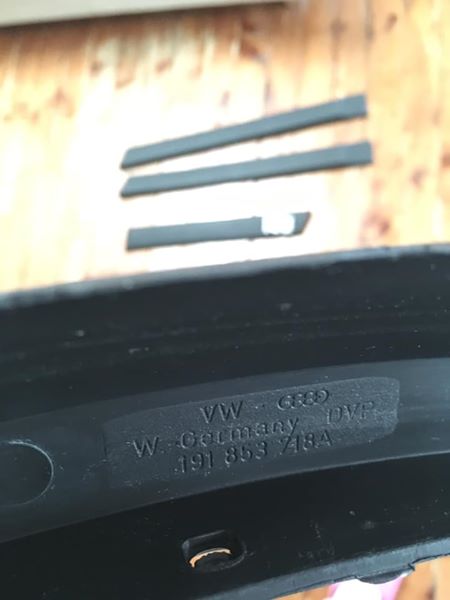 VW -
W-Germany DVP
191 853 718A